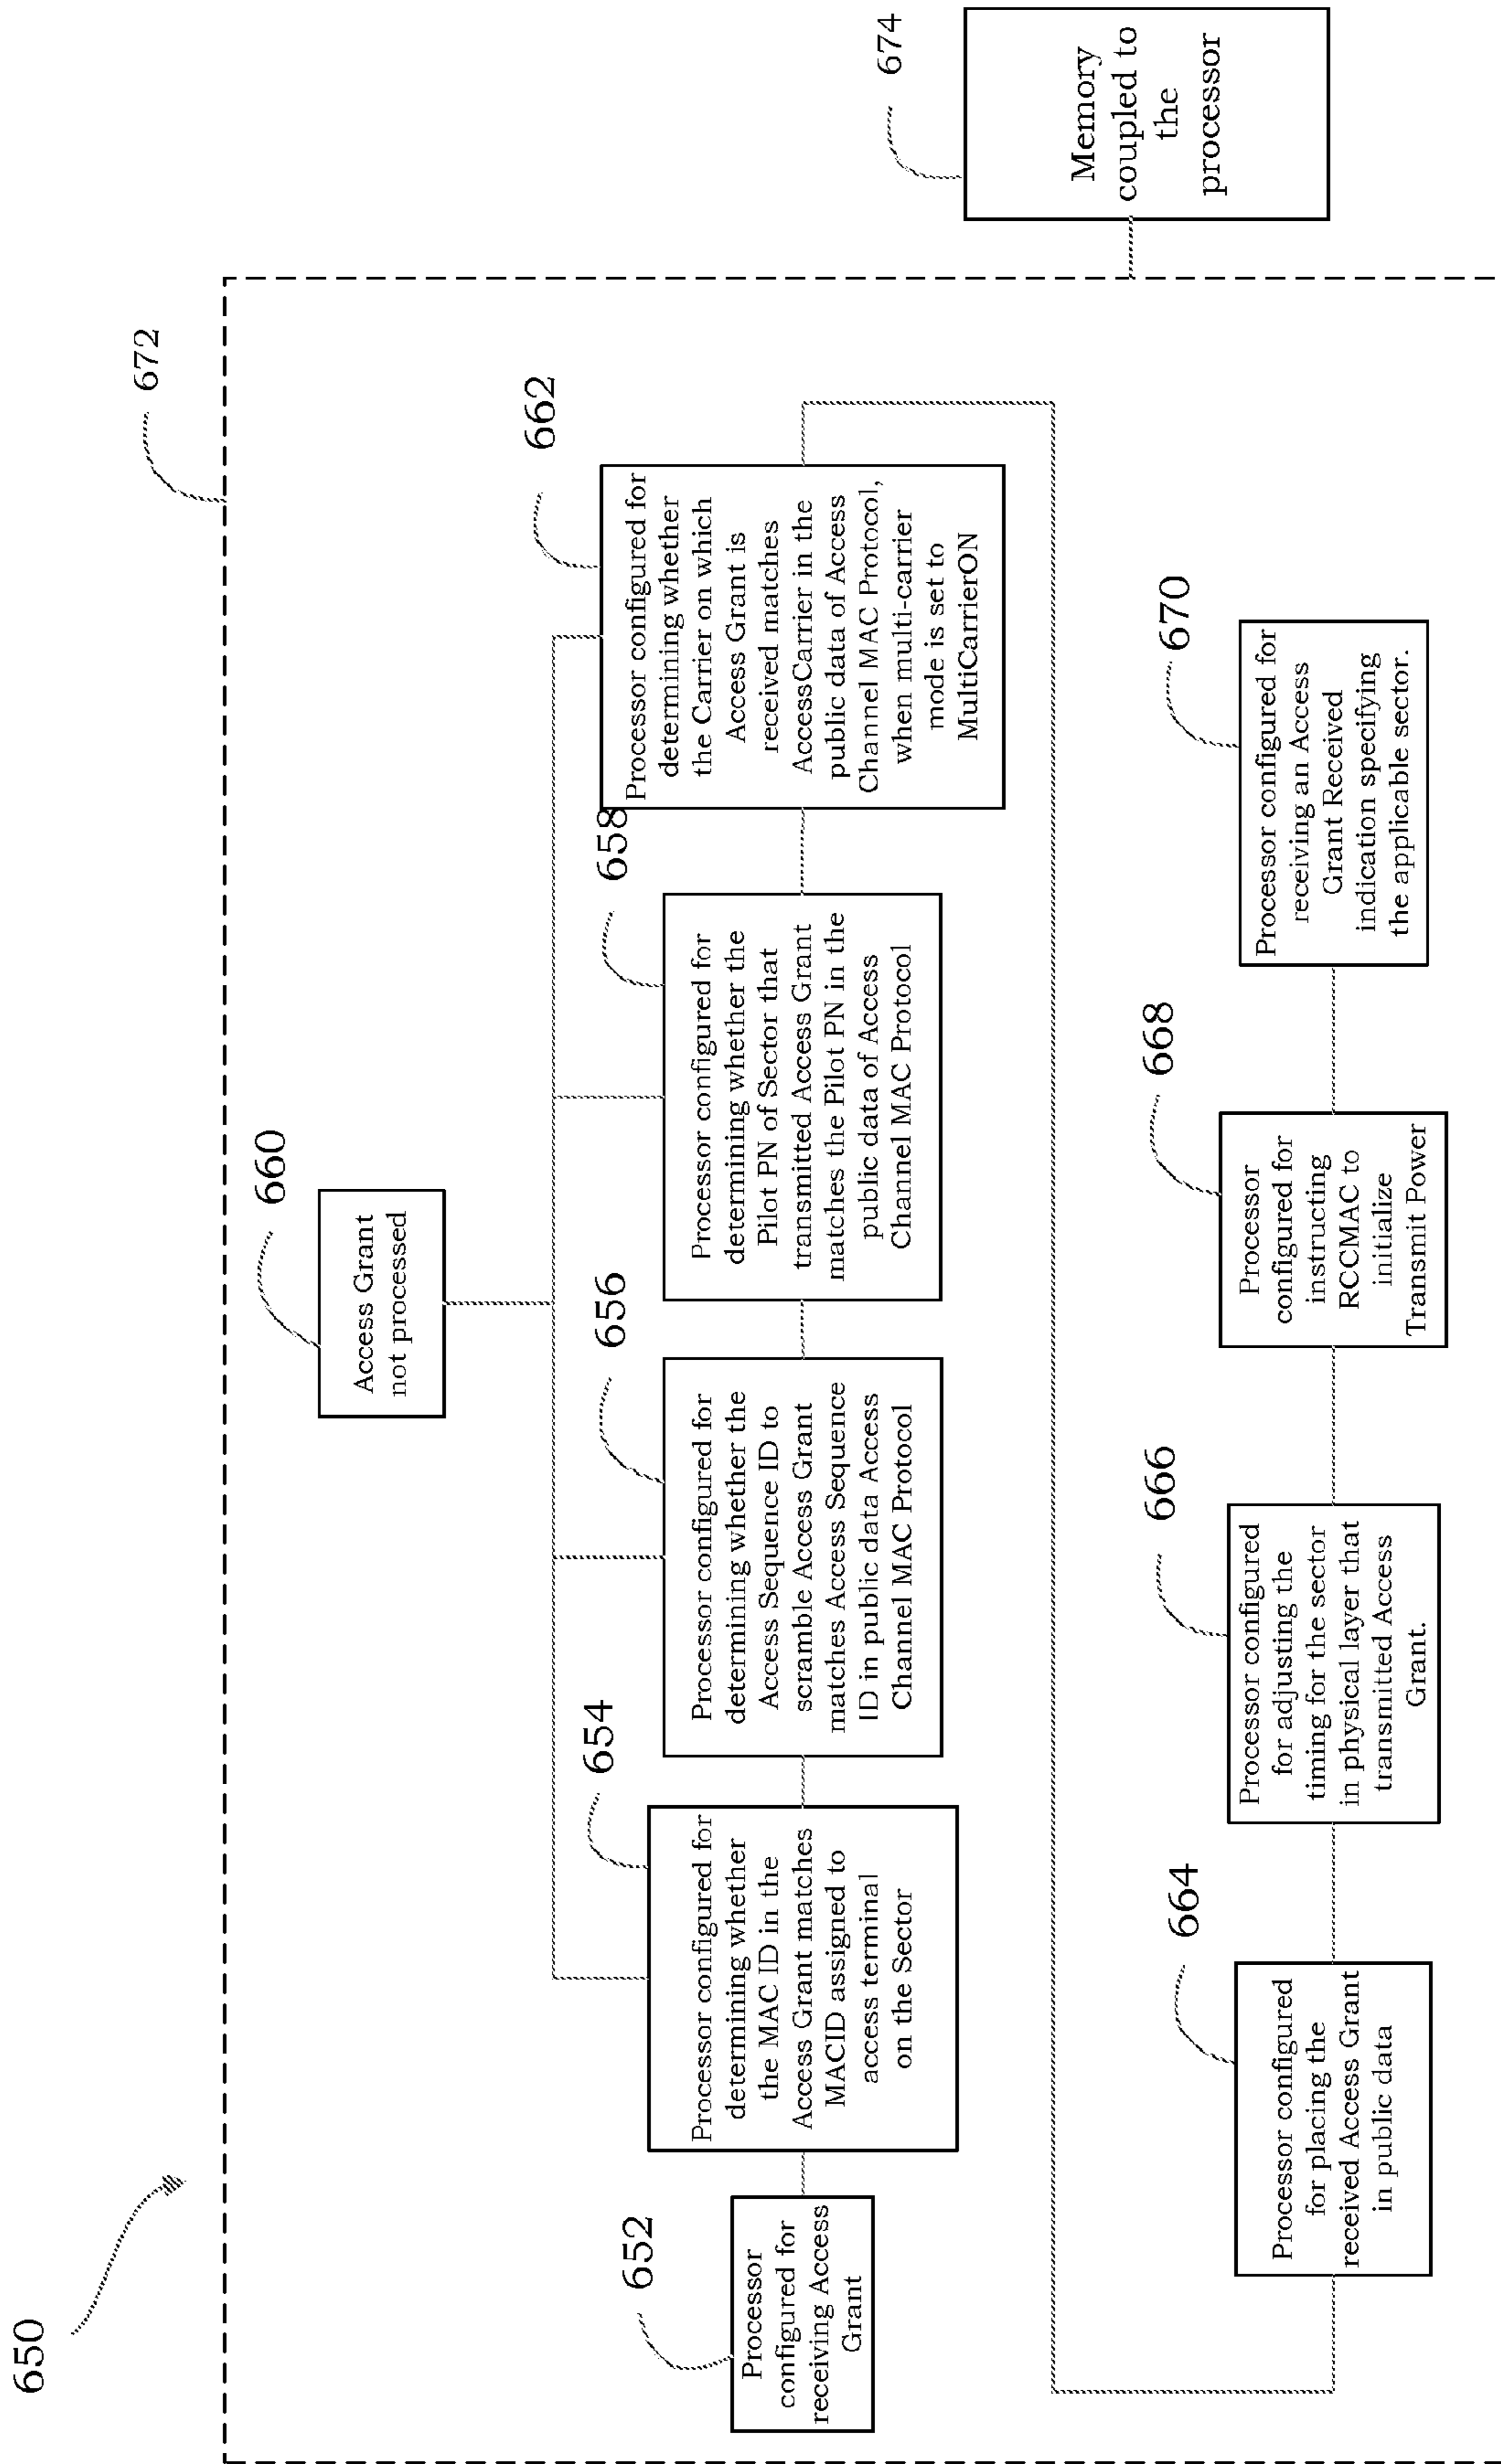 650
672
674
Memory
coupled to
the
processor
660
Access Grant
not processed
652
Processor
configured for
receiving Access
Grant
654
Processor configured for
determining whether
the MAC ID in the
Access Grant matches
MACID assigned to
access terminal
on the Sector
656
Processor configured for
determining whether the
Access Sequence ID to
scramble Access Grant
matches Access Sequence
ID in public data Access
Channel MAC Protocol
658
Processor configured for
determining whether the
Pilot PN of Sector that
transmitted Access Grant
matches the Pilot PN in the
public data of Access
Channel MAC Protocol
662
Processor configured for
determining whether
the Carrier on which
Access Grant is
received matches
AccessCarrier in the
public data of Access
Channel MAC Protocol,
when multi-carrier
mode is set to
MultiCarrierON
664
Processor configured
for placing the
received Access Grant
in public data
666
Processor configured
for adjusting the
timing for the sector
in physical layer that
transmitted Access
Grant.
668
Processor
configured for
instructing
RCCMAC to
initialize
Transmit Power
670
Processor configured for
receiving an Access
Grant Received
indication specifying
the applicable sector.